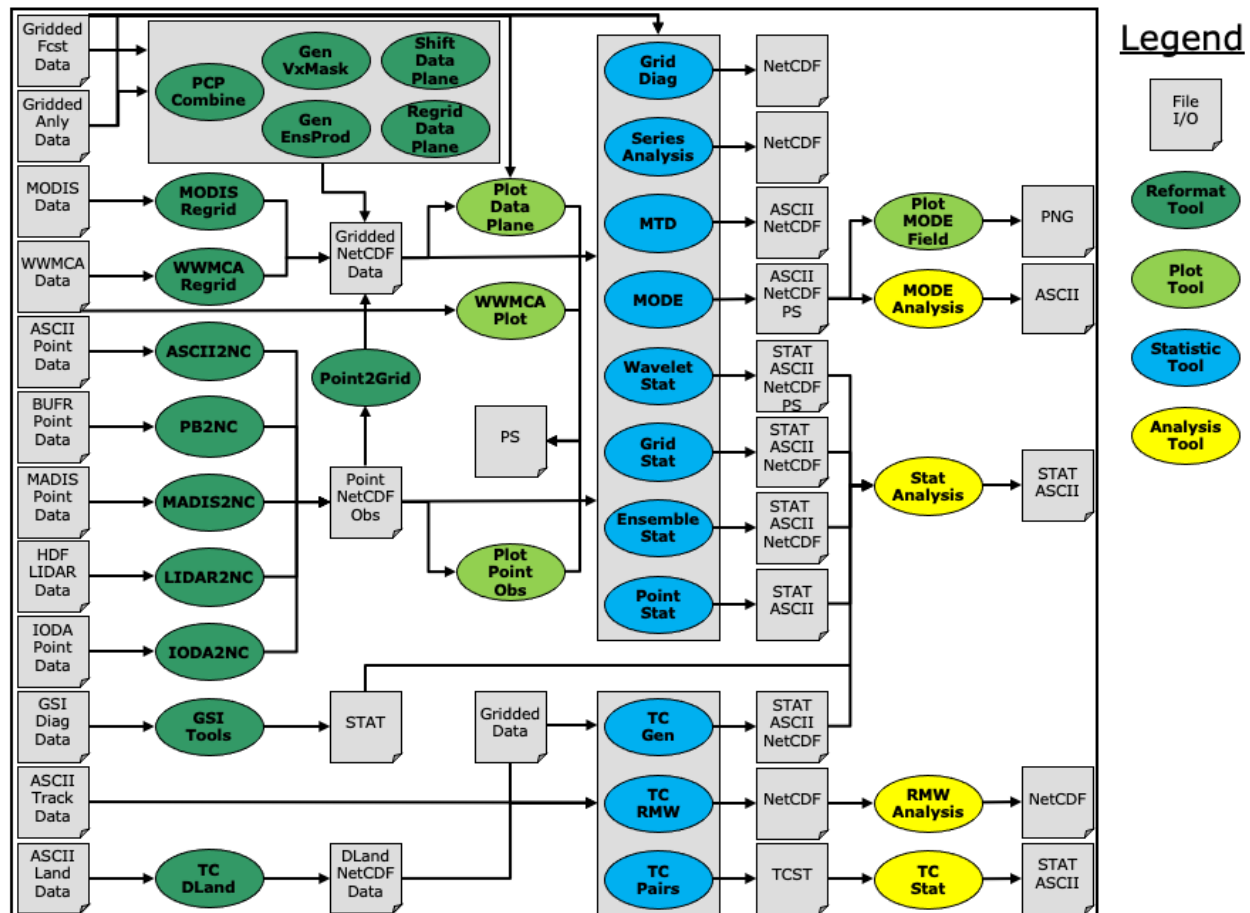 Gridded
Fcst
Data
Gridded
Anly
Data
MODIS
Data
WWMCA
Data
ASCII
Point
Data
BUFR
Point
Data
MADIS
Point
Data
HDF
LIDAR
Data
IODA
Point
Data
GSI
Diag
Data
ASCII
Track
Data
ASCII
Land
Data
PCP
Combine
Gen
VxMask
Shift
Data
Plane
Gen
EnsProd
Regrid
Data
Plane
MODIS
Regrid
WWMCA
Regrid
ASCII2NC
PB2NC
MADIS2NC
LIDAR2NC
IODA2NC
GSI
Tools
TC
DLand
Gridded
NetCDF
Data
Point2Grid
Point
NetCDF
Obs
STAT
DLand
NetCDF
Data
Plot
Data
Plane
WWMCA
Plot
PS
Plot
Point
Obs
Gridded
Data
Grid
Diag
Series
Analysis
MTD
MODE
Wavelet
Stat
Grid
Stat
Ensemble
Stat
Point
Stat
TC
Gen
TC
RMW
TC
Pairs
NetCDF
NetCDF
ASCII
NetCDF
ASCII
NetCDF
PS
STAT
ASCII
NetCDF
PS
STAT
ASCII
NetCDF
STAT
ASCII
NetCDF
STAT
ASCII
STAT
ASCII
NetCDF
NetCDF
TCST
Plot
MODE
Field
MODE
Analysis
Stat
Analysis
RMW
Analysis
TC
Stat
PNG
ASCII
STAT
ASCII
NetCDF
STAT
ASCII
Legend
File
I/O
Reformat
Tool
Plot
Tool
Statistic
Tool
Analysis
Tool